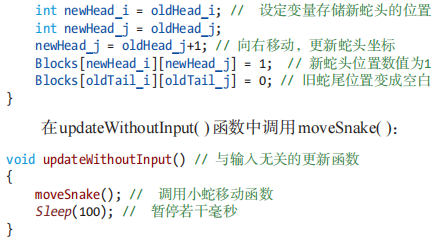 int newHead_i = oldHead_i; // 设定变量存储新蛇头的位置
int newHead_j = oldHead_j;
newHead_j = oldHead_j+1; // 向右移动，更新蛇头坐标
Blocks[newHead_i][newHead_j] = 1; // 新蛇头位置数值为1
Blocks[oldTail_i][oldTail_j] = 0; // 旧蛇尾位置变成空白
}
在updateWithoutInput( )函数中调用moveSnake( )：
void updateWithoutInput() // 与输入无关的更新函数
{
moveSnake(); // 调用小蛇移动函数
Sleep(100); // 暂停若干毫秒
}